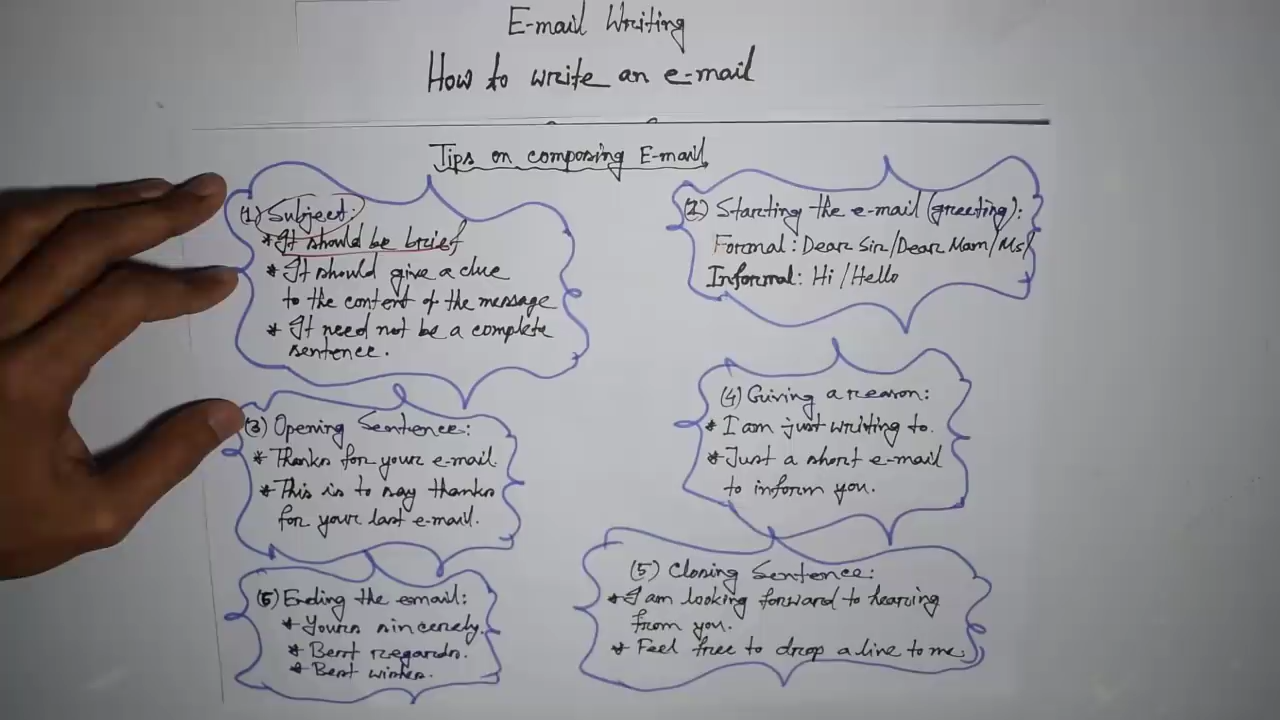 E-mail Writing
How to write an e-mail
Tips on composing E-mail
(1) Subject:
* It should be brief
* It should give a clue
to the content of the message
* It need not be a complete
sentence.
(2) Starting the e-mail (greeting):
Formal: Dear Sir/Dear Mam/Ms/
Informal: Hi/Hello
(3) Opening Sentence:
* Thanks for your e-mail
* This is to say thanks
for your last e-mail.
(4) Giving a reason:
* I am just writing to.
* Just a short e-mail
to inform you.
(5) Closing Sentence:
* I am looking forward to hearing
from you.
* Feel free to drop a line to me.
(6) Ending the email:
* Yours sincerely.
* Best regards.
* Best wishes.